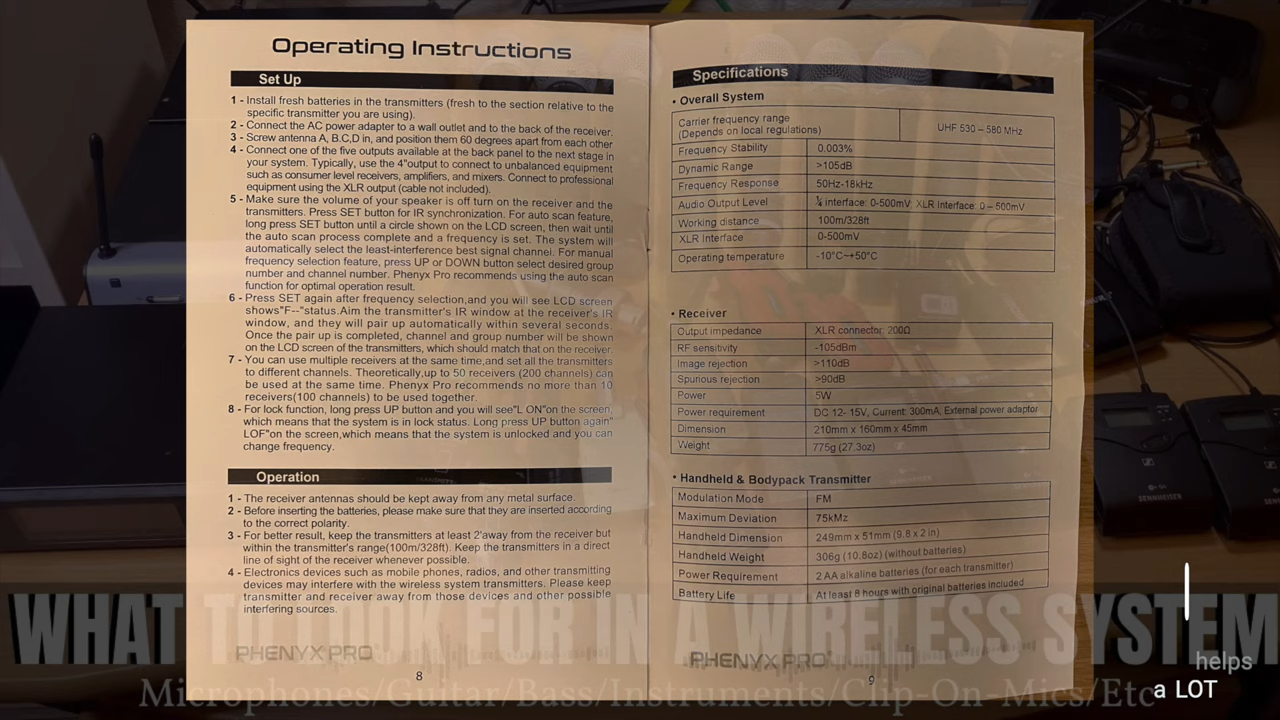 Operating Instructions
Set Up
1 - Install fresh batteries in the transmitters (fresh to the section relative to the
specific transmitter you are using).
2 - Connect the AC power adapter to a wall outlet and to the back of the receiver.
3 - Screw antenna A, B,C,D in, and position them 60 degrees apart from each other
4 - Connect one of the five outputs available at the back panel to the next stage in
your system. Typically, use the 4"output to connect to unbalanced equipment
such as consumer level receivers, amplifiers, and mixers. Connect to professional
equipment using the XLR output (cable not included).
5 - Make sure the volume of your speaker is off turn on the receiver and the
transmitters. Press SET button for IR synchronization. For auto scan feature,
long press SET button until a circle shown on the LCD screen, then wait until
the auto scan process complete and a frequency is set. The system will
automatically select the least-interference best signal channel. For manual
frequency selection feature, press UP or DOWN button select desired group
number and channel number. Phenyx Pro recommends using the auto scan
function for optimal operation result.
6 - Press SET again after frequency selection,and you will see LCD screen
shows"F--"status.Aim the transmitter's IR window at the receiver's IR
window, and they will pair up automatically within several seconds.
Once the pair up is completed, channel and group number will be shown
on the LCD screen of the transmitters, which should match that on the receiver.
7 - You can use multiple receivers at the same time,and set all the transmitters
to different channels. Theoretically,up to 50 receivers (200 channels) can
be used at the same time. Phenyx Pro recommends no more than 10
receivers(100 channels) to be used together.
8 - For lock function, long press UP button and you will see"L ON"on the screen,
which means that the system is in lock status. Long press UP button again"
LOF"on the screen,which means that the system is unlocked and you can
change frequency.
Operation
1 - The receiver antennas should be kept away from any metal surface.
2 - Before inserting the batteries, please make sure that they are inserted according
to the correct polarity.
3 - For better result, keep the transmitters at least 2'away from the receiver but
within the transmitter's range(100m/328ft). Keep the transmitters in a direct
line of sight of the receiver whenever possible.
4 - Electronics devices such as mobile phones, radios, and other transmitting
devices may interfere with the wireless system transmitters. Please keep
transmitter and receiver away from those devices and other possible
interfering sources.
PHENYX PRO
8
Specifications
• Overall System
Carrier frequency range
(Depends on local regulations) UHF 530 – 580 MHz
Frequency Stability 0.003%
Dynamic Range >105dB
Frequency Response 50Hz-18kHz
Audio Output Level ¼ interface: 0-500mV; XLR Interface: 0 – 500mV
Working distance 100m/328ft
XLR Interface 0-500mV
Operating temperature -10°C~+50°C
• Receiver
Output impedance XLR connector: 200Ω
RF sensitivity -105dBm
Image rejection >110dB
Spurious rejection >90dB
Power 5W
Power requirement DC 12- 15V, Current: 300mA, External power adaptor
Dimension 210mm x 160mm x 45mm
Weight 775g (27.3oz)
• Handheld & Bodypack Transmitter
Modulation Mode FM
Maximum Deviation 75kMz
Handheld Dimension 249mm x 51mm (9.8 x 2 in)
Handheld Weight 306g (10.8oz) (without batteries)
Power Requirement 2 AA alkaline batteries (for each transmitter)
Battery Life At least 8 hours with original batteries included
PHENYX PRO
9
SENNHEISER
SENNHEISER
WHAT TO LOOK FOR IN A WIRELESS SYSTEM
Microphones/Guitar/Bass/Instruments/Clip-On-Mics/Etc
helps
a LOT